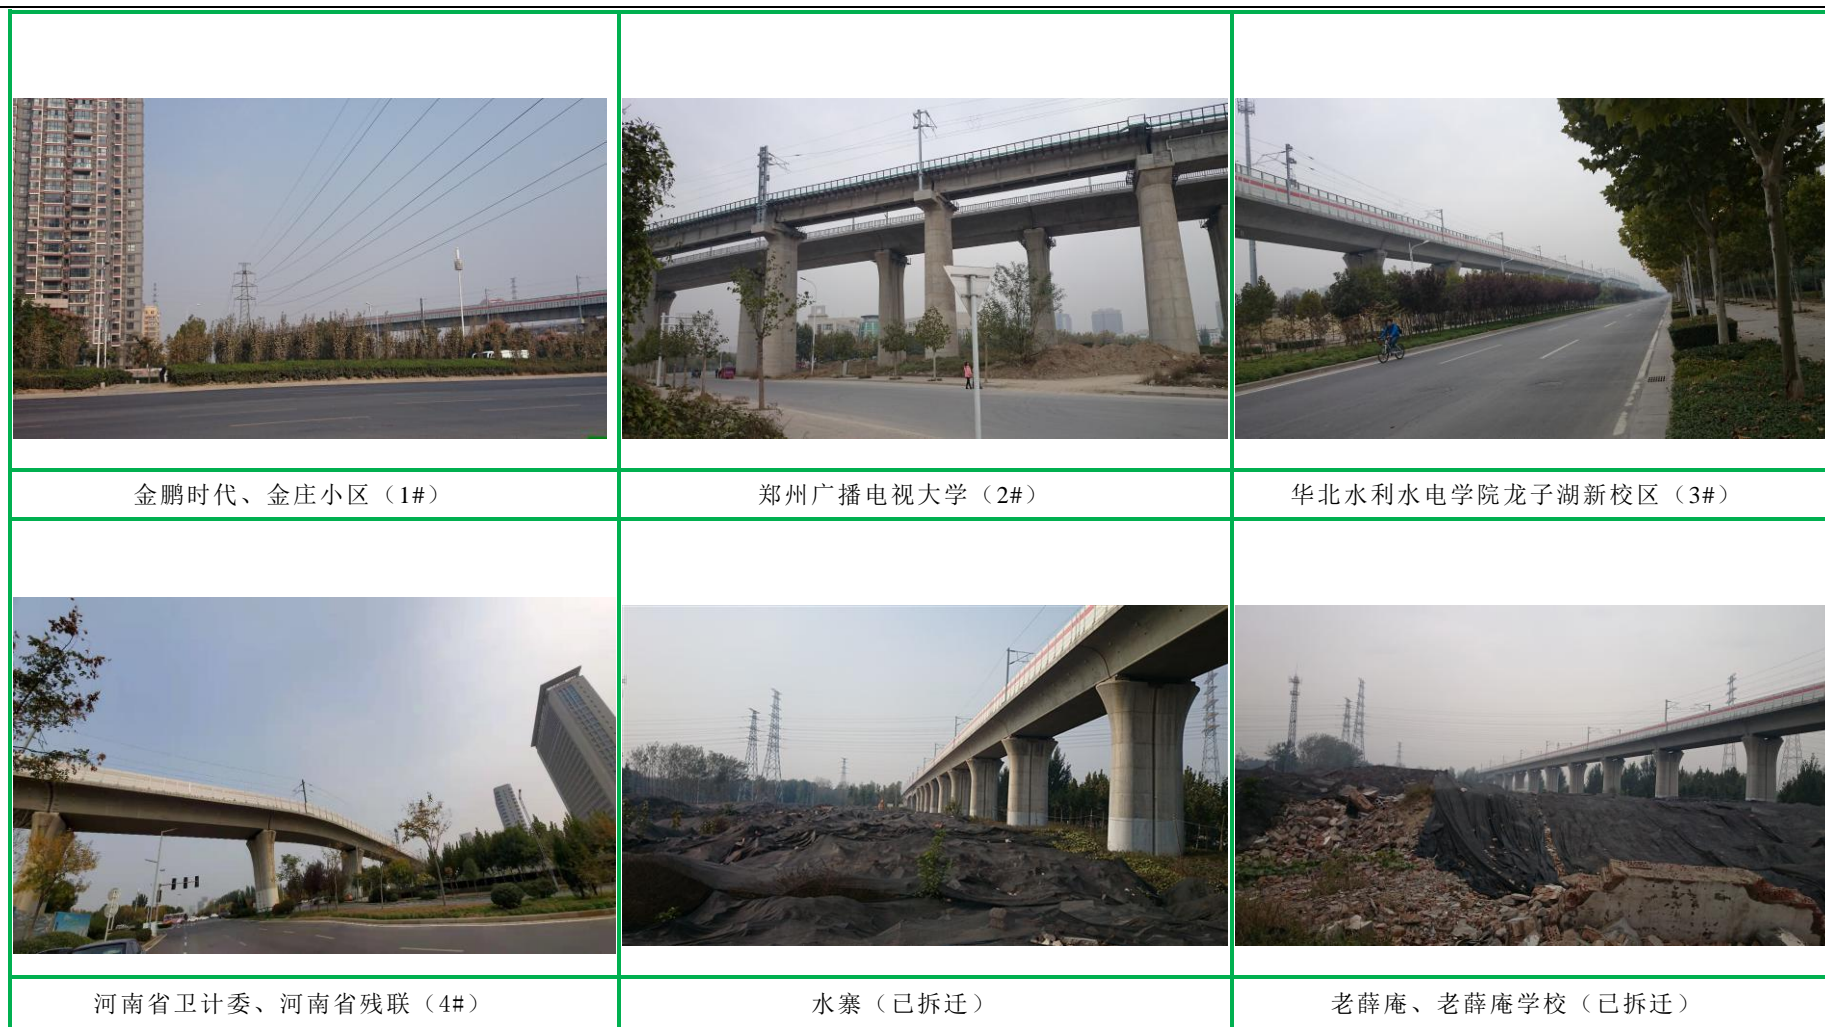 金鹏时代、金庄小区（1#）
郑州广播电视大学（2#）
华北水利水电学院龙子湖新校区（3#）
河南省卫计委、河南省残联（4#）
水寨（已拆迁）
老薛庵、老薛庵学校（已拆迁）